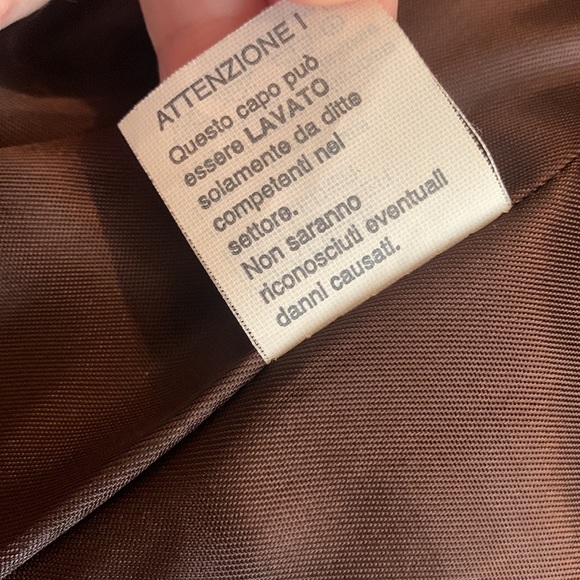 ATTENZIONE !
Questo capo può
essere LAVATO
solamente da ditte
competenti nel
settore.
Non saranno
riconosciuti eventuali
danni causati.